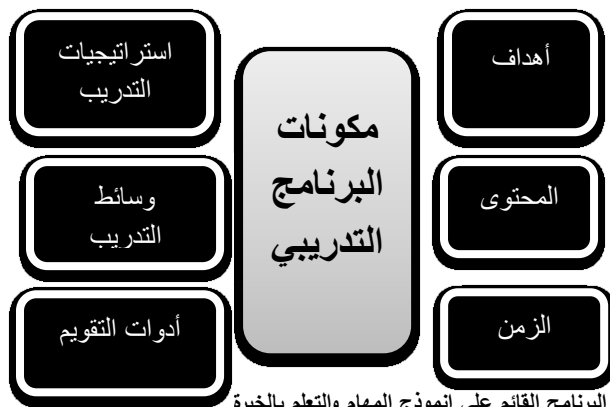 أهداف
المحتوى
الزمن
مكونات
البرنامج
التدريبي
استراتيجيات
التدريب
وسائط
التدريب
أدوات التقويم
البرنامج القائم على انموذج المهام والتعلم بالخبرة